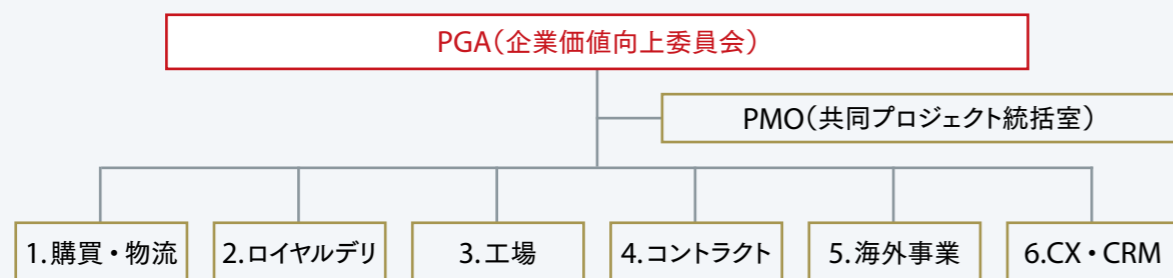 PGA（企業価値向上委員会）
PMO（共同プロジェクト統括室）
1.購買・物流
2.ロイヤルデリ
3.工場
4.コントラクト
5.海外事業
6.CX・CRM